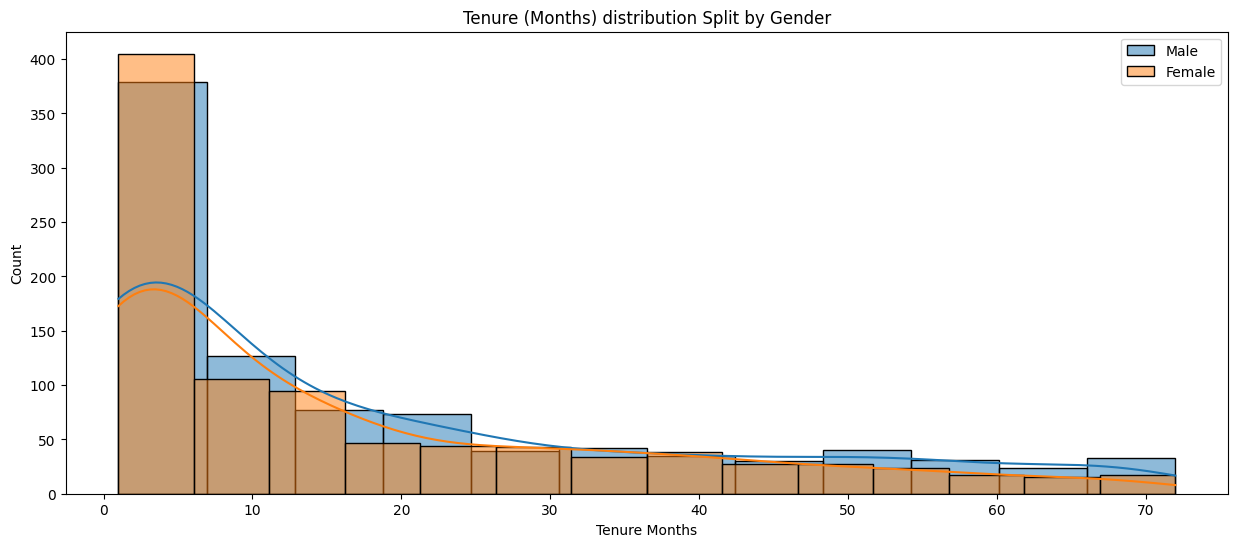 Tenure (Months) distribution Split by Gender
Male
Female
400
350
300
250
200
150
100
50
0
Count
0 10 20 30 40 50 60 70
Tenure Months